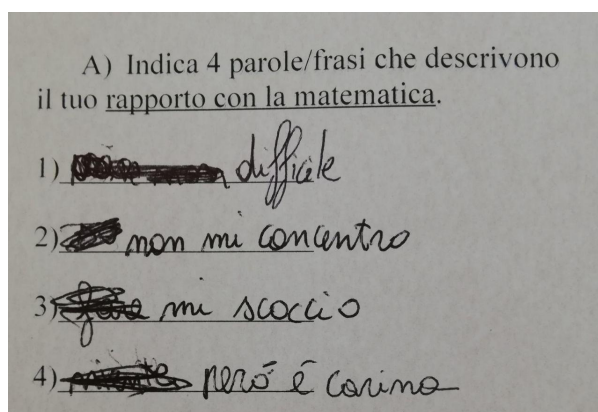 A) Indica 4 parole/frasi che descrivono
il tuo rapporto con la matematica.
1) difficile
2) non mi concentro
3) mi scoccio
4) però é carina